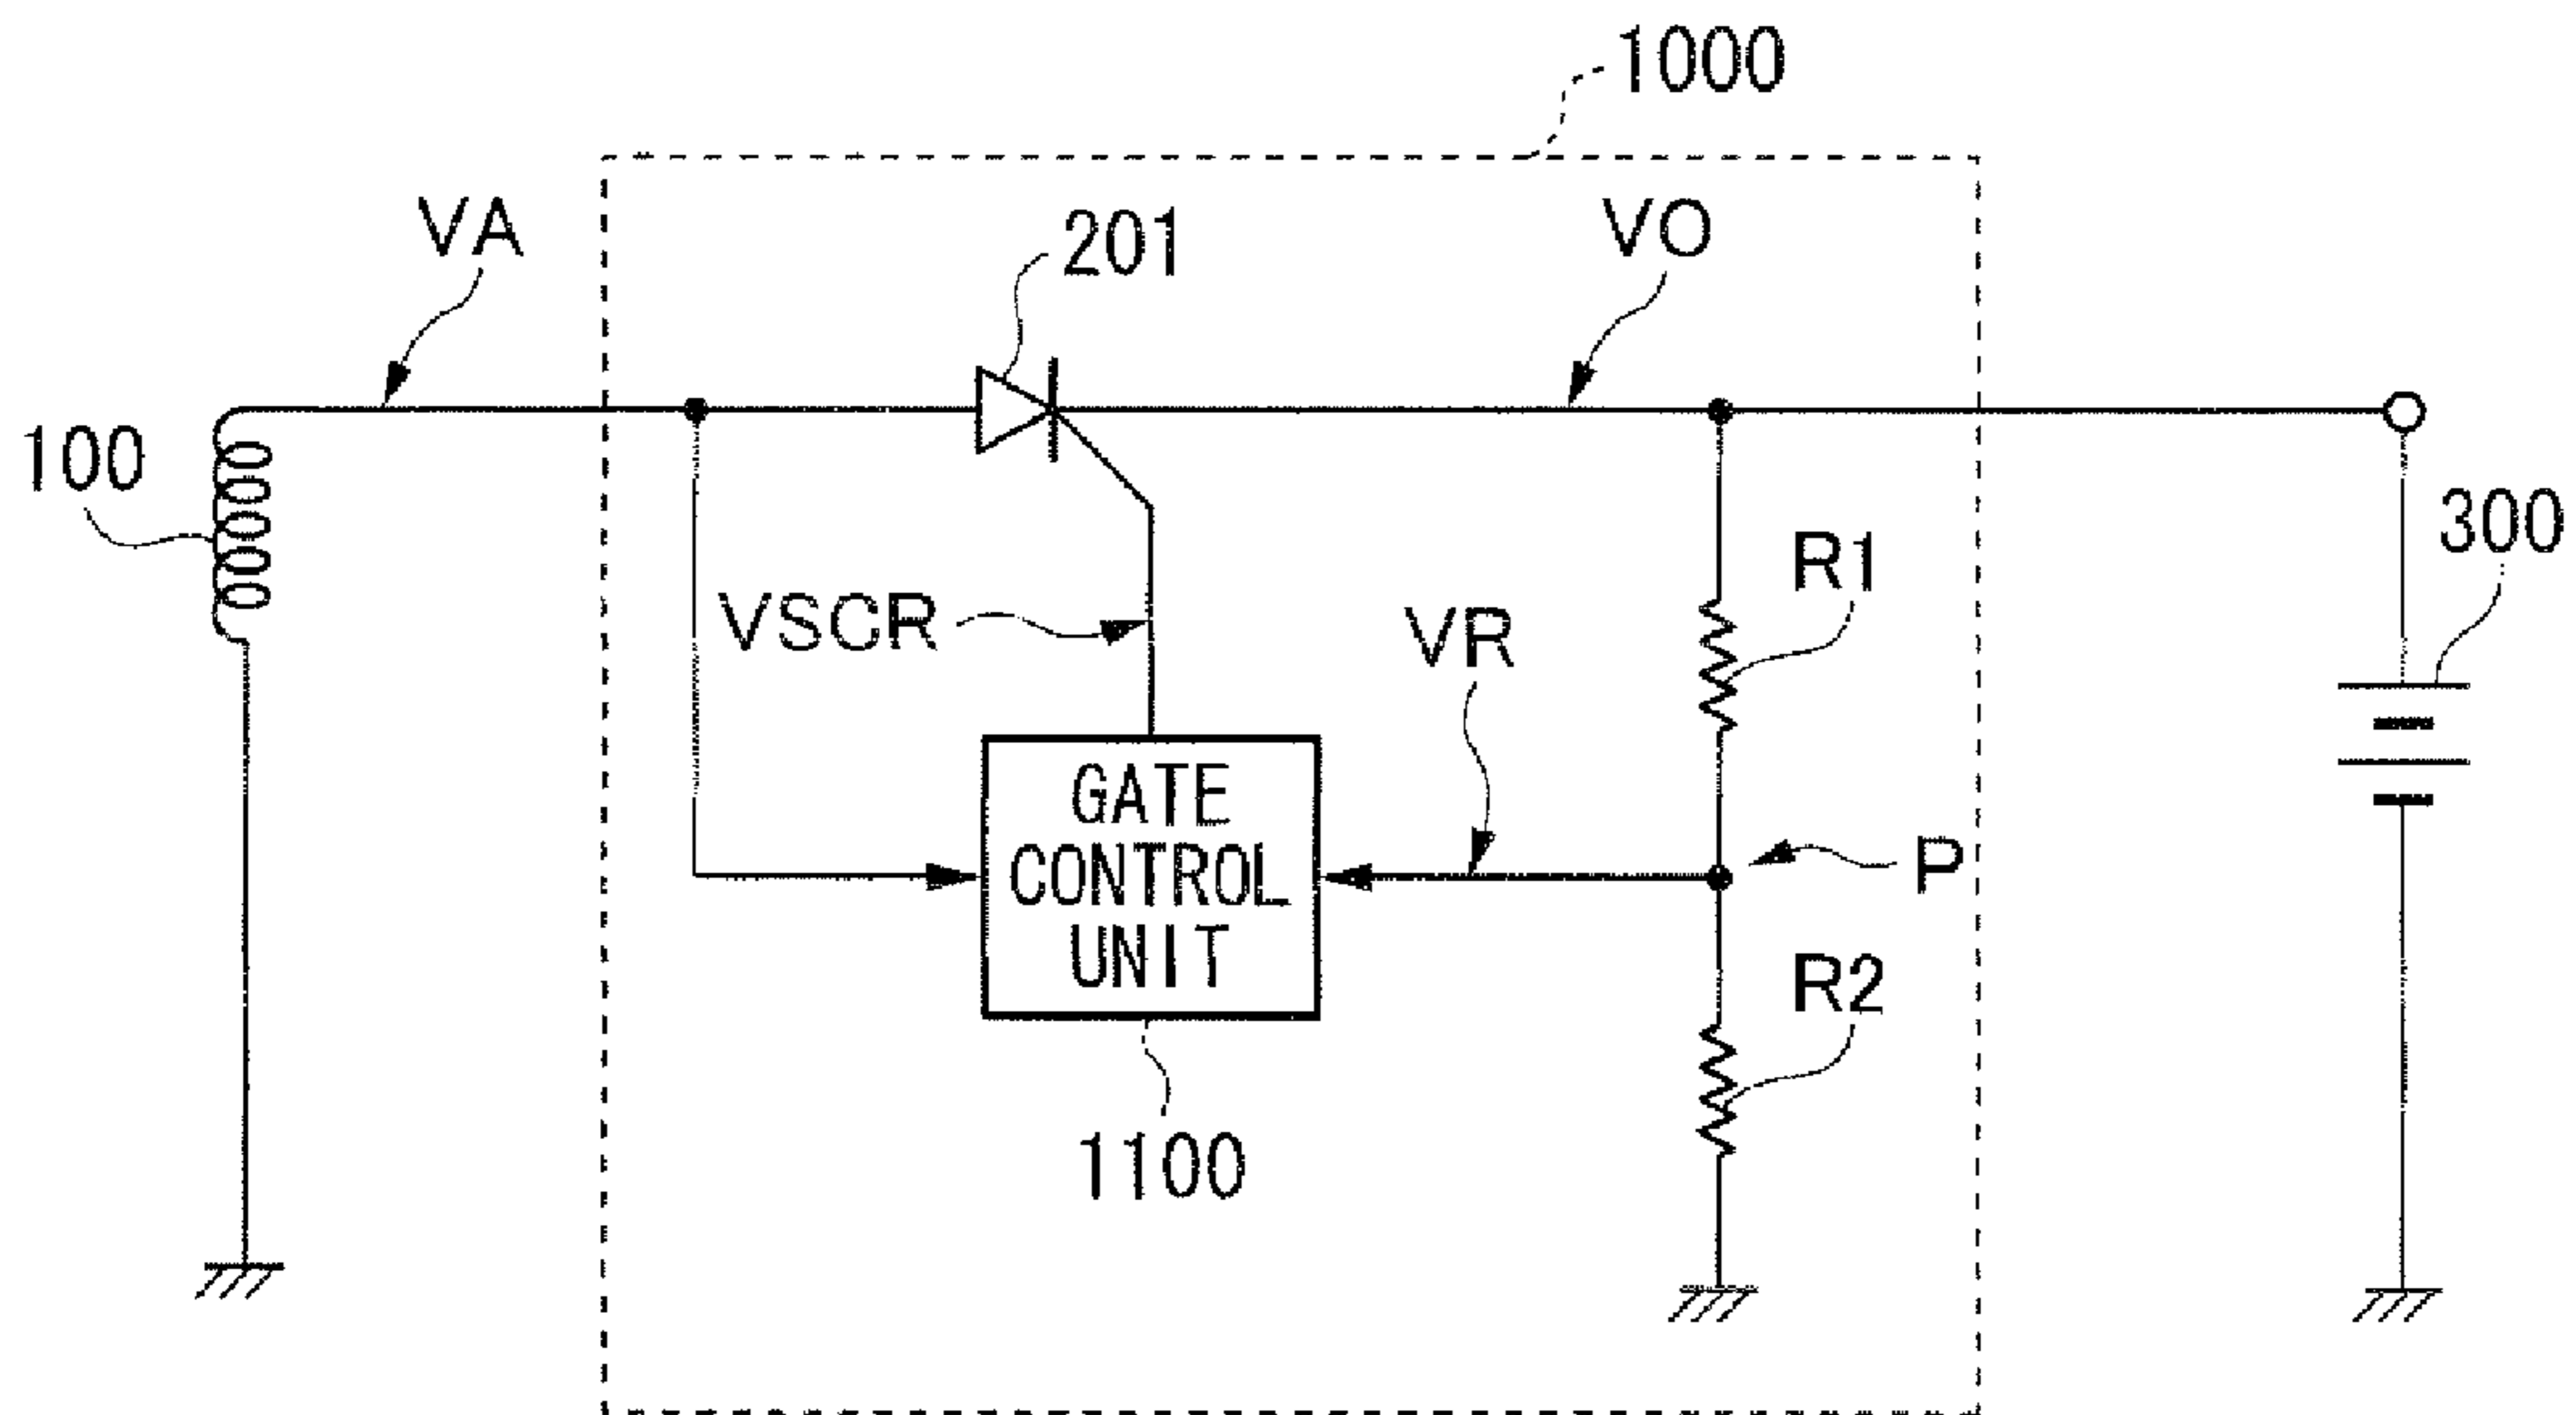 1000
VA
201
VO
100
300
R1
VSCR
VR
GATE
CONTROL
UNIT
P
R2
1100